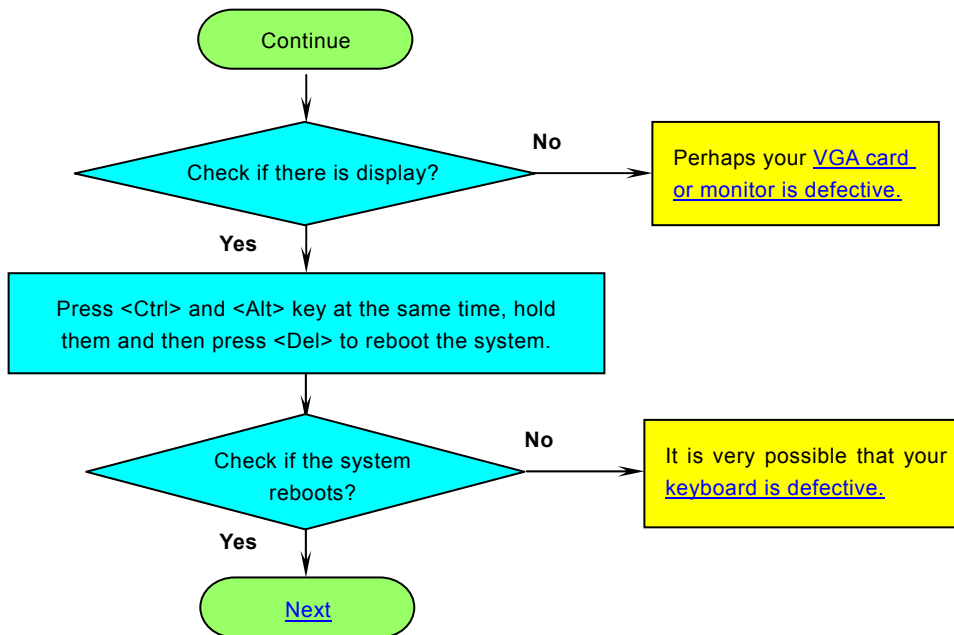 Continue
Check if there is display?
No
Perhaps your VGA card
or monitor is defective.
Yes
Press <Ctrl> and <Alt> key at the same time, hold
them and then press <Del> to reboot the system.
Check if the system
reboots?
No
It is very possible that your
keyboard is defective.
Yes
Next